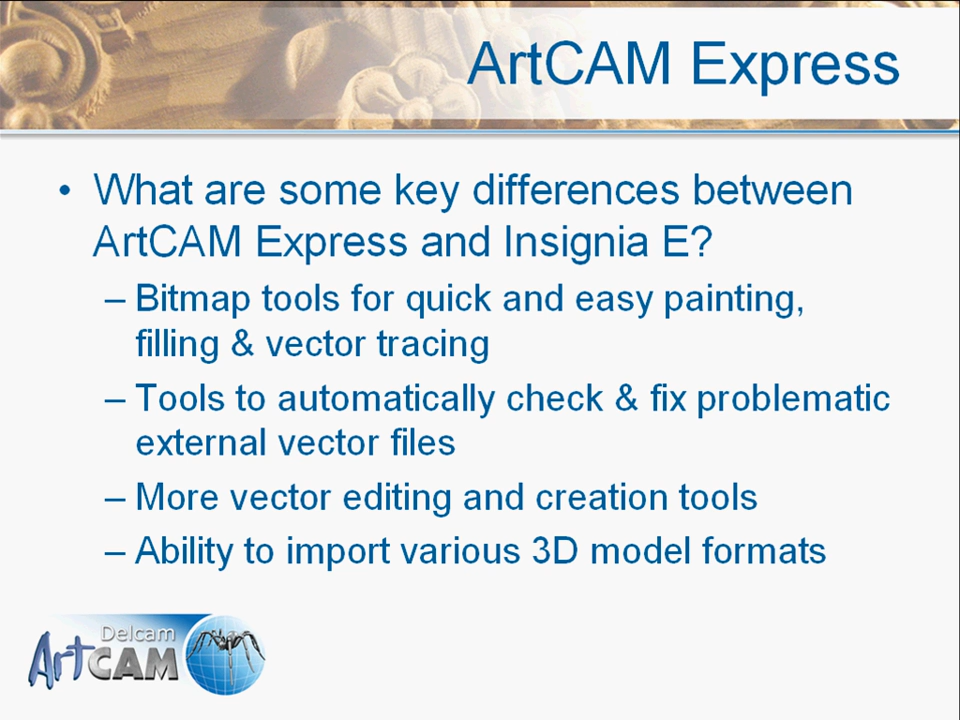 ArtCAM Express
• What are some key differences between
ArtCAM Express and Insignia E?
– Bitmap tools for quick and easy painting,
filling & vector tracing
– Tools to automatically check & fix problematic
external vector files
– More vector editing and creation tools
– Ability to import various 3D model formats
Delcam
ArtCAM